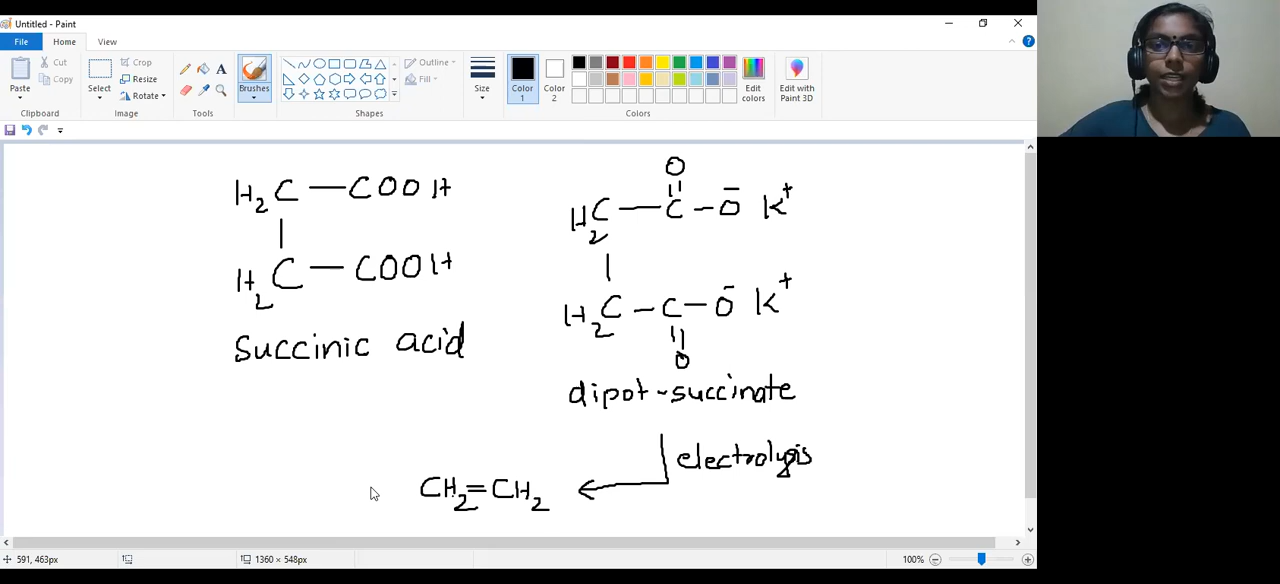 Untitled - Paint
File Home View
Paste
Cut
Copy
Clipboard
Select
Crop
Resize
Rotate
Image
A
Tools
Brushes
Outline
Fill
Shapes
Size
Color 1
Color 2
Edit colors
Colors
Edit with Paint 3D
H₂C—COOH
|
H₂C—COOH
succinic acid
O
||
H₂C—C—O⁻ K⁺
|
H₂C—C—O⁻ K⁺
||
O
dipot-succinate
electrolysis
CH₂=CH₂ ←
591, 463px
1360 × 548px
100%